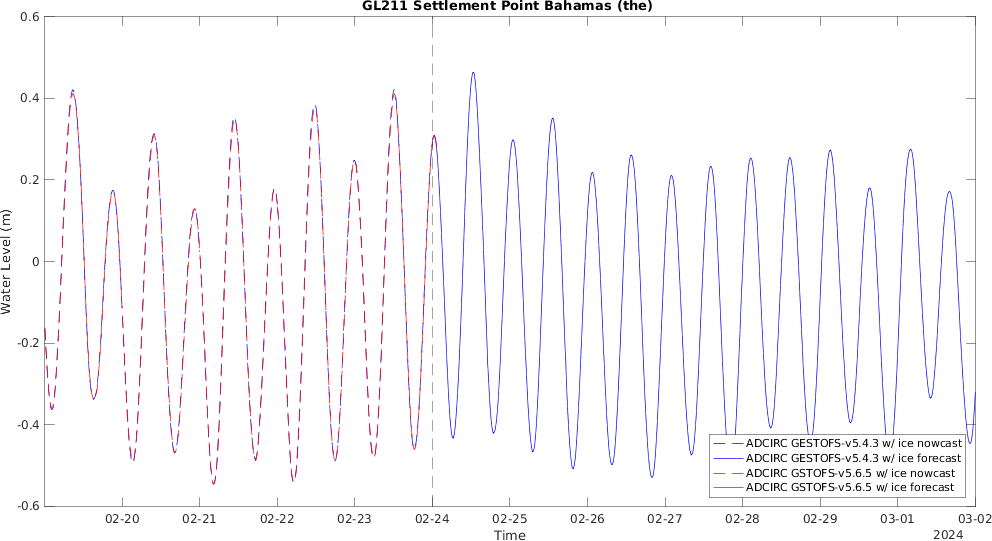 GL211 Settlement Point Bahamas (the)
0.6
0.4
0.2
0
-0.2
-0.4
-0.6
Water Level (m)
ADCIRC GESTOFS-v5.4.3 w/ ice nowcast
ADCIRC GESTOFS-v5.4.3 w/ ice forecast
ADCIRC GSTOFS-v5.6.5 w/ ice nowcast
ADCIRC GSTOFS-v5.6.5 w/ ice forecast
02-20 02-21 02-22 02-23 02-24 02-25 02-26 02-27 02-28 02-29 03-01 03-02
Time
2024